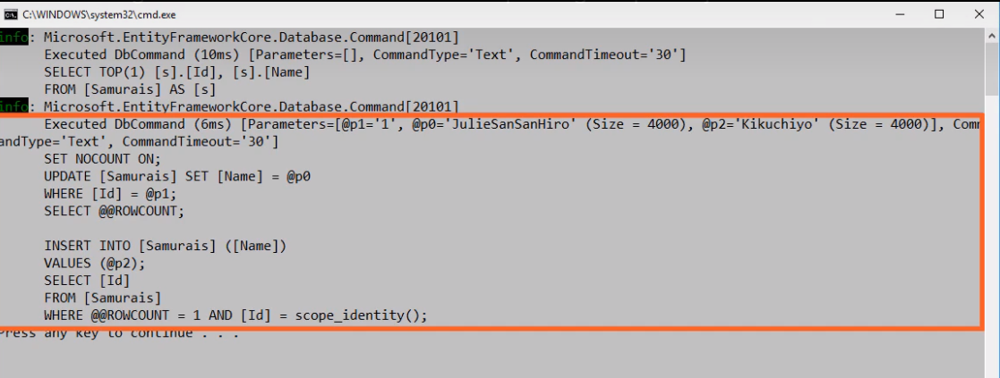 C:\WINDOWS\system32\cmd.exe
info: Microsoft.EntityFrameworkCore.Database.Command[20101]
Executed DbCommand (10ms) [Parameters=[], CommandType='Text', CommandTimeout='30']
SELECT TOP(1) [s].[Id], [s].[Name]
FROM [Samurais] AS [s]
info: Microsoft.EntityFrameworkCore.Database.Command[20101]
Executed DbCommand (6ms) [Parameters=[@p1='1', @p0='JulieSanSanHiro' (Size = 4000), @p2='Kikuchiyo' (Size = 4000)], Comm
andType='Text', CommandTimeout='30']
SET NOCOUNT ON;
UPDATE [Samurais] SET [Name] = @p0
WHERE [Id] = @p1;
SELECT @@ROWCOUNT;
INSERT INTO [Samurais] ([Name])
VALUES (@p2);
SELECT [Id]
FROM [Samurais]
WHERE @@ROWCOUNT = 1 AND [Id] = scope_identity();
Press any key to continue . . .